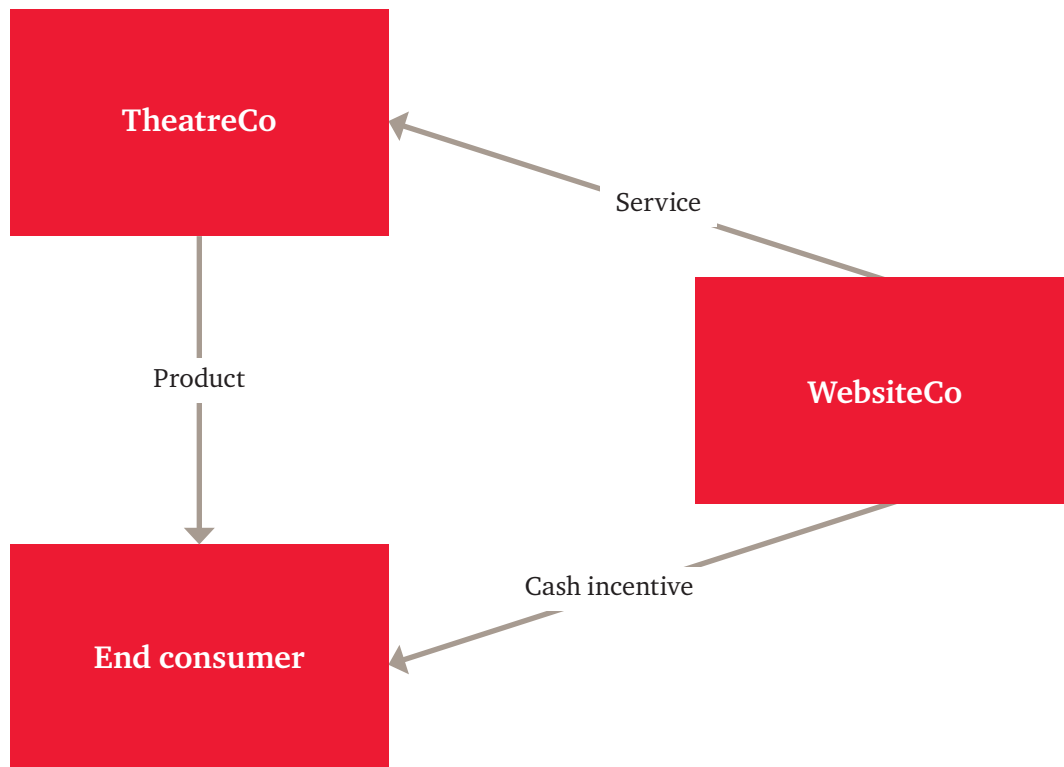 TheatreCo
Service
Product
WebsiteCo
Cash incentive
End consumer